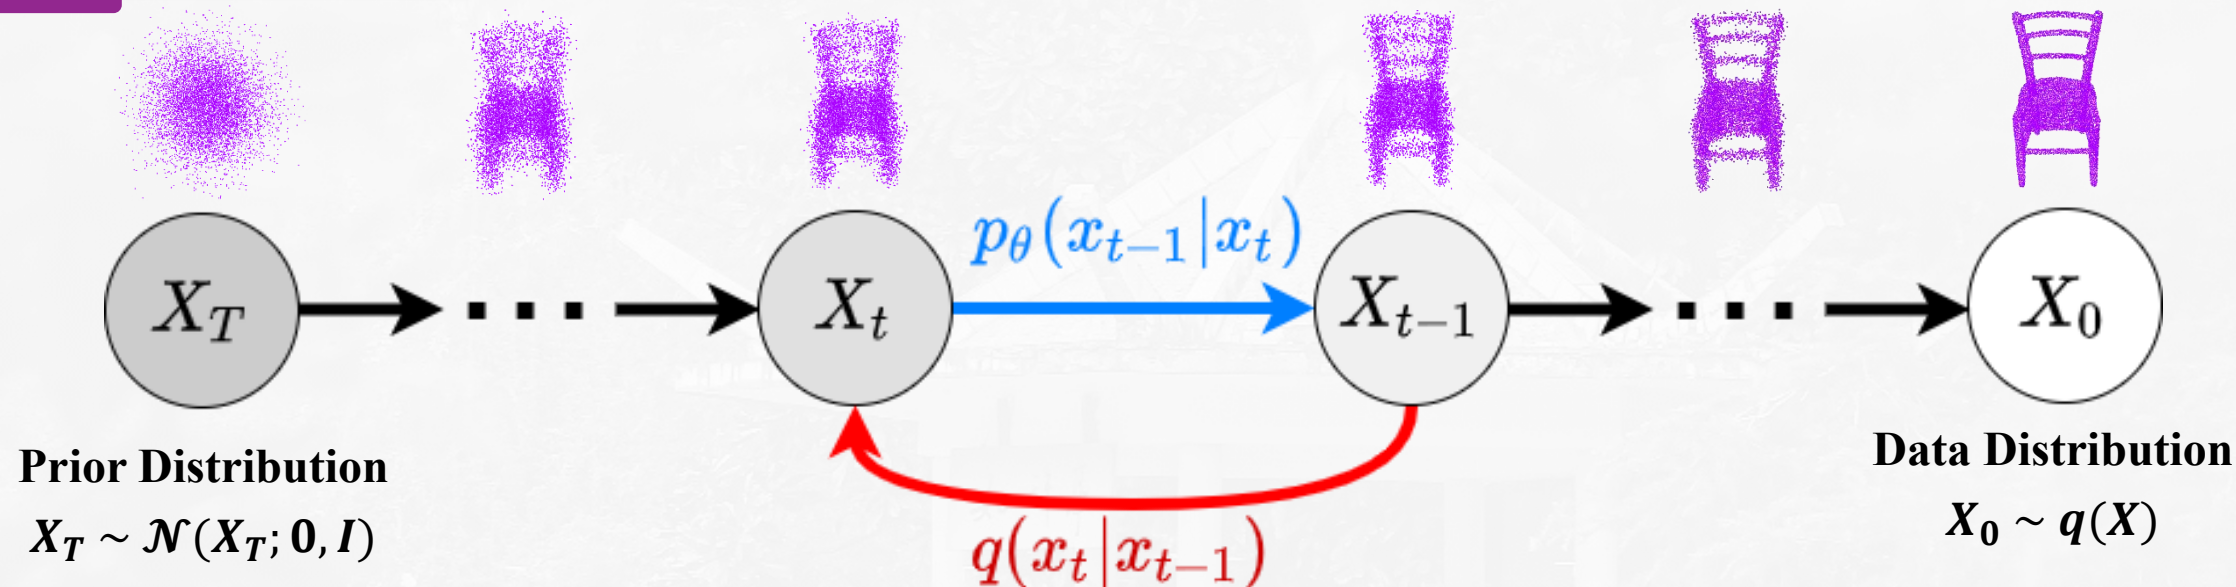 p_θ(x_{t−1}|x_t)
X_T
· · ·
X_t
X_{t−1}
· · ·
X_0
Prior Distribution
X_T ~ 𝒩(X_T; 0, I)
Data Distribution
X_0 ~ q(X)
q(x_t|x_{t−1})